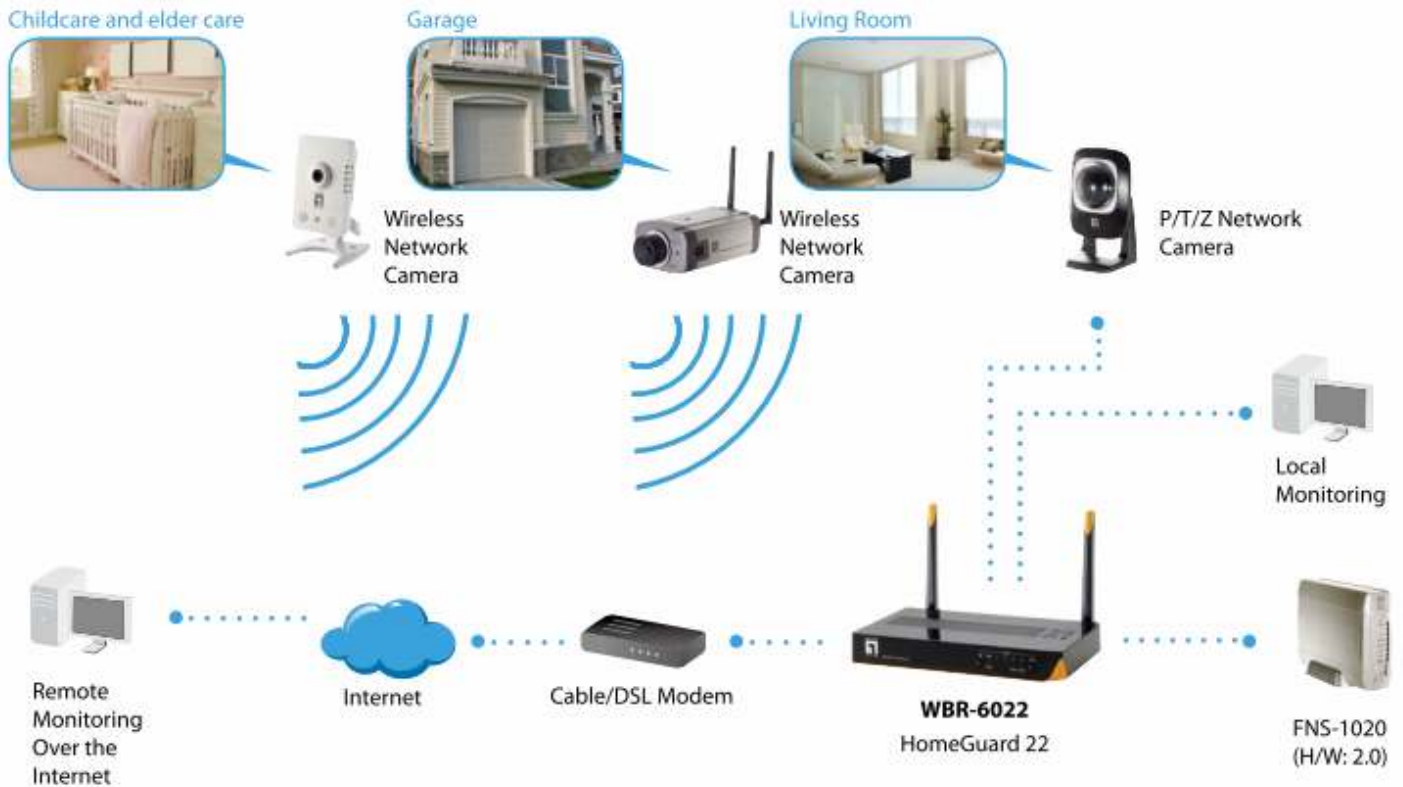 Childcare and elder care
Garage
Living Room
Wireless
Network
Camera
Wireless
Network
Camera
P/T/Z Network
Camera
Local
Monitoring
Remote
Monitoring
Over the
Internet
Internet
Cable/DSL Modem
WBR-6022
HomeGuard 22
FNS-1020
(H/W: 2.0)